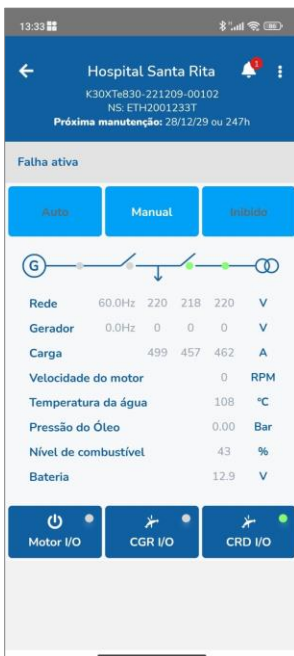 13:33
Hospital Santa Rita
1
K30XTe830-221209-00102
NS: ETH2001233T
Próxima manutenção: 28/12/29 ou 247h
Falha ativa
Auto Manual Inibido
G
Rede 60.0Hz 220 218 220 V
Gerador 0.0Hz 0 0 0 V
Carga 499 457 462 A
Velocidade do motor 0 RPM
Temperatura da água 108 °C
Pressão do Óleo 0.00 Bar
Nível de combustível 43 %
Bateria 12.9 V
Motor I/O CGR I/O CRD I/O